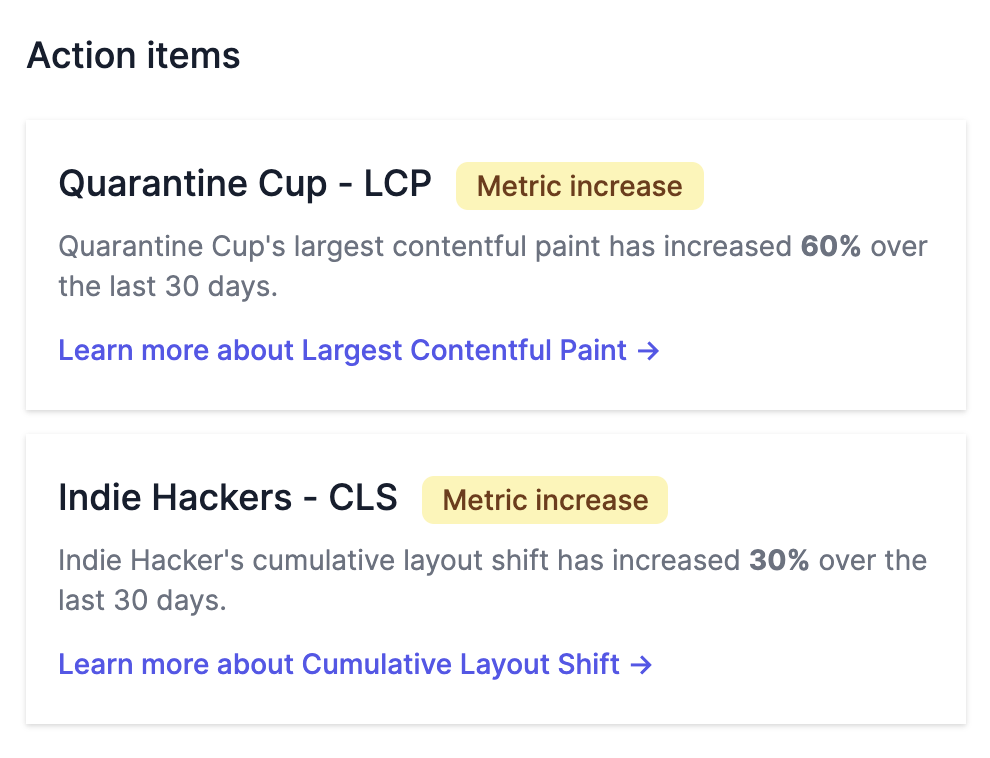 Action items
Quarantine Cup - LCP Metric increase
Quarantine Cup's largest contentful paint has increased 60% over
the last 30 days.
Learn more about Largest Contentful Paint →
Indie Hackers - CLS Metric increase
Indie Hacker's cumulative layout shift has increased 30% over the
last 30 days.
Learn more about Cumulative Layout Shift →